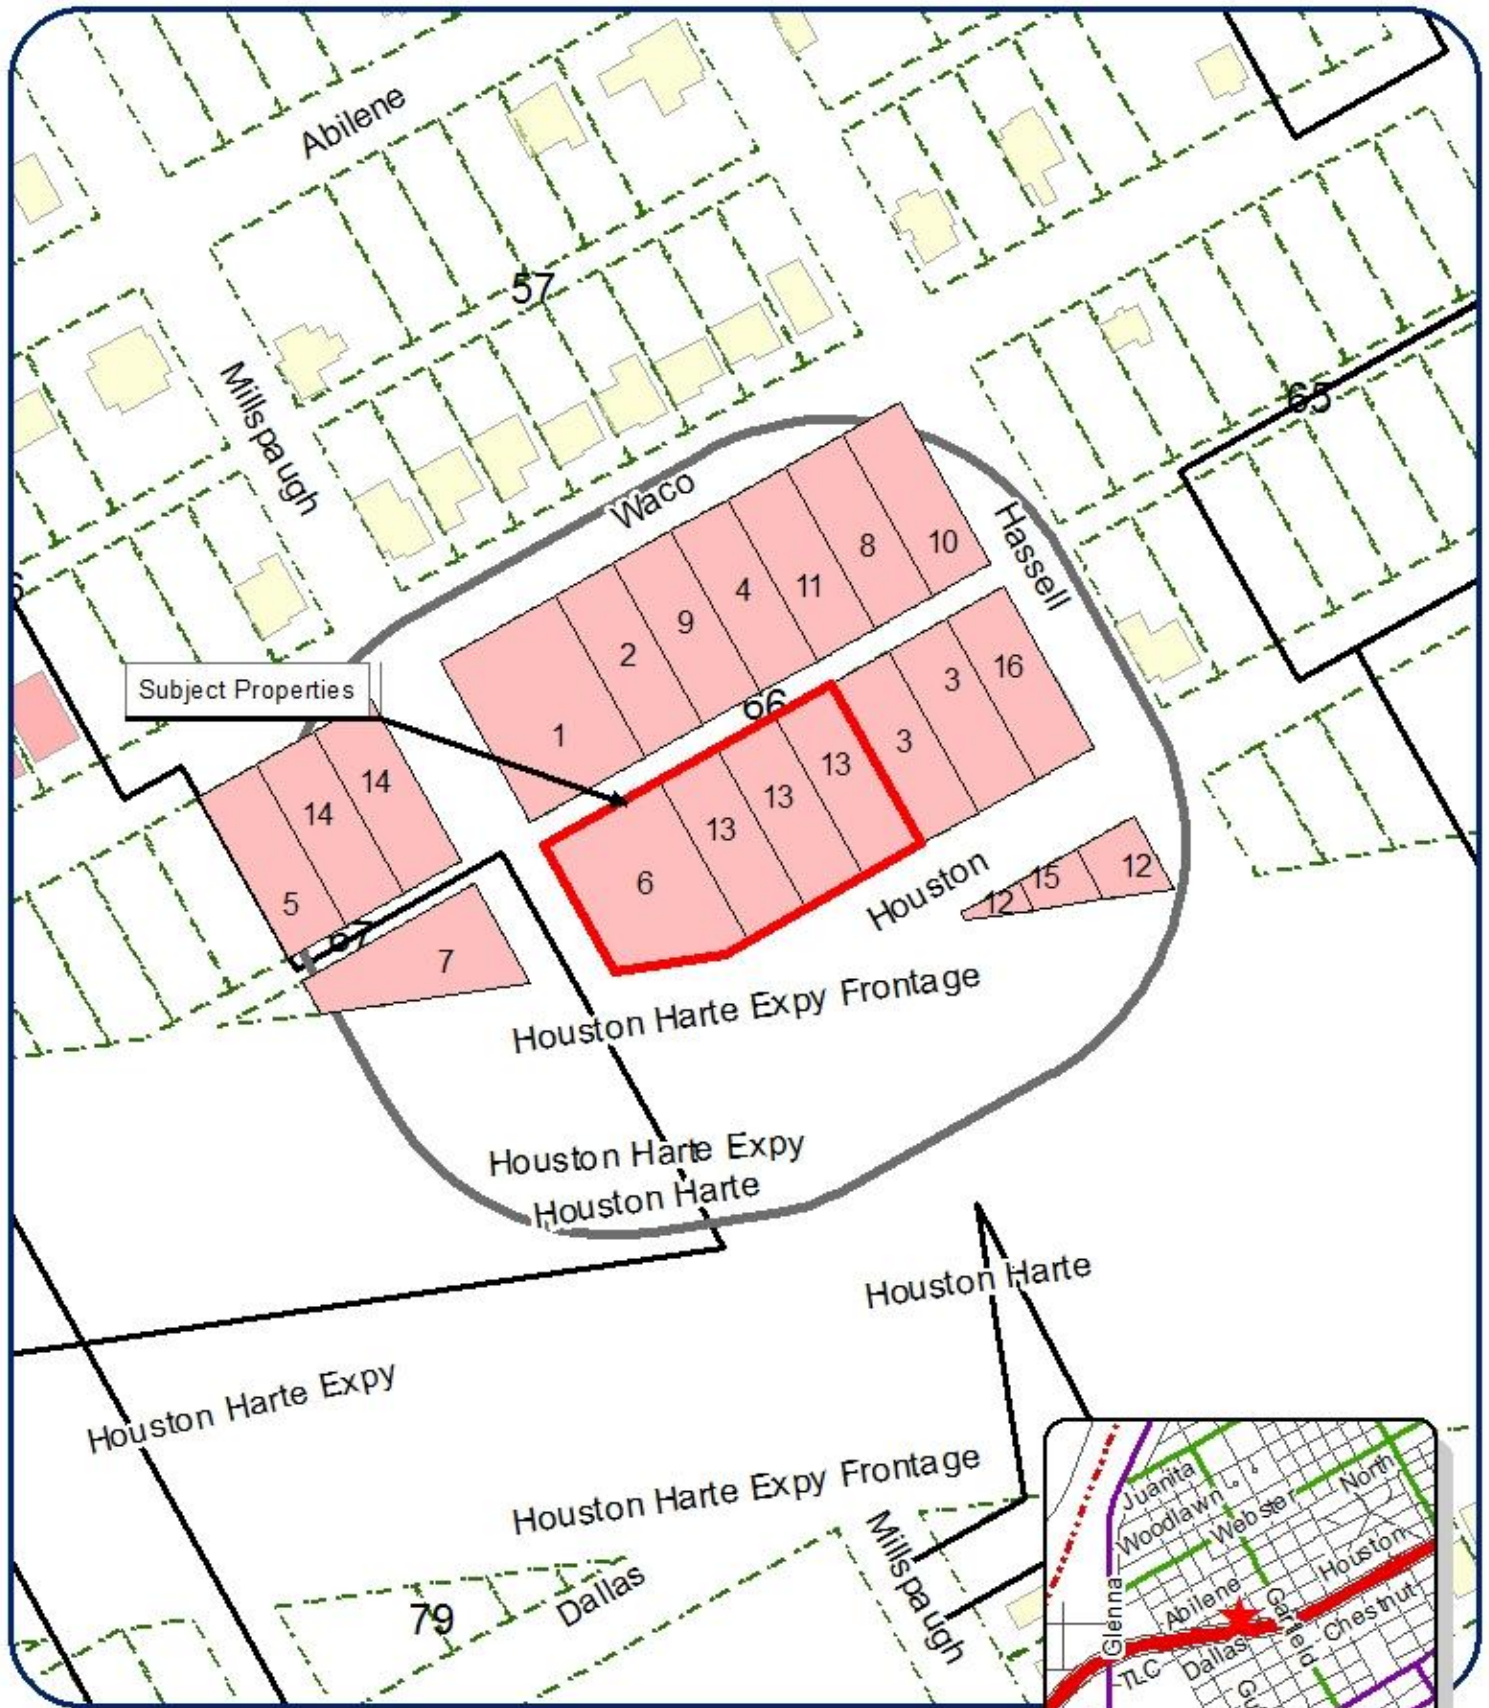 Abilene
57
Millspaugh
65
Waco
Hassell
10
8
11
4
9
2
1
Subject Properties
66
16
3
3
13
13
13
6
14
14
5
67
7
Houston
12
15
12
Houston Harte Expy Frontage
Houston Harte Expy
Houston Harte
Houston Harte
Houston Harte Expy
Houston Harte Expy Frontage
Millspaugh
Dallas
79
Juanita
Woodlawn
Webster
North
Houston
Abilene
Garfield
Chestnut
Glenna
TLC
Dallas